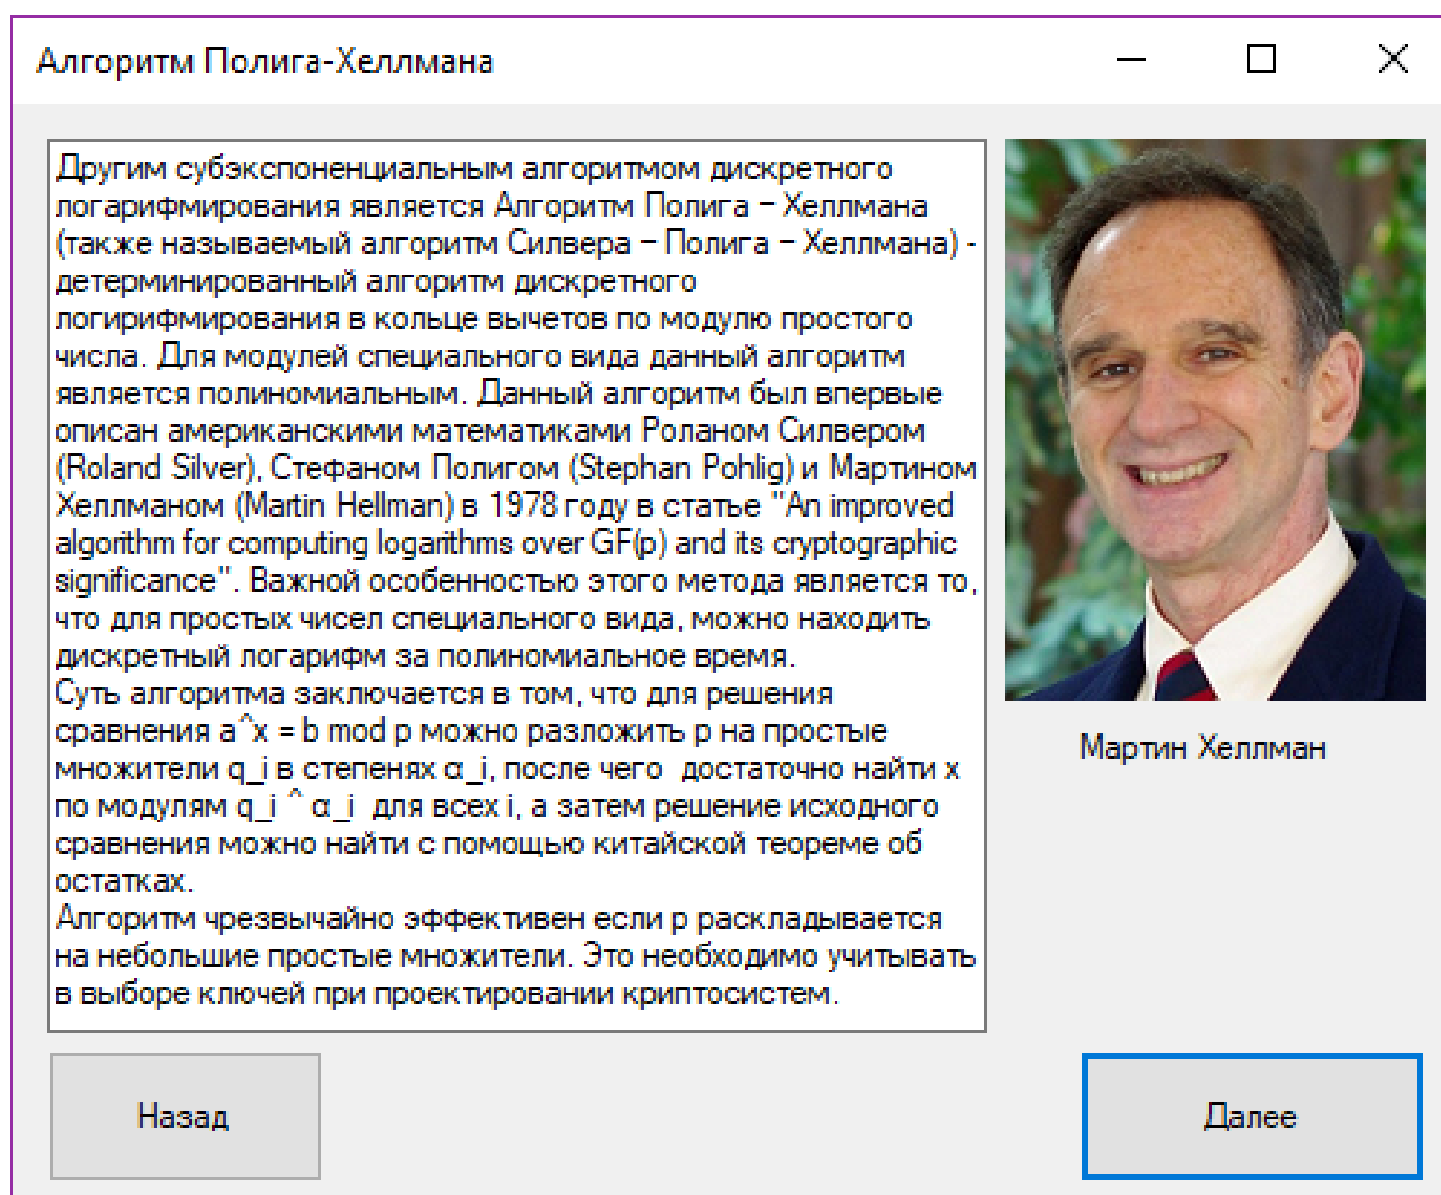 Алгоритм Полига-Хеллмана
Другим субэкспоненциальным алгоритмом дискретного
логарифмирования является Алгоритм Полига – Хеллмана
(также называемый алгоритм Силвера – Полига – Хеллмана) -
детерминированный алгоритм дискретного
логирифмирования в кольце вычетов по модулю простого
числа. Для модулей специального вида данный алгоритм
является полиномиальным. Данный алгоритм был впервые
описан американскими математиками Роланом Силвером
(Roland Silver), Стефаном Полигом (Stephan Pohlig) и Мартином
Хеллманом (Martin Hellman) в 1978 году в статье "An improved
algorithm for computing logarithms over GF(p) and its cryptographic
significance". Важной особенностью этого метода является то,
что для простых чисел специального вида, можно находить
дискретный логарифм за полиномиальное время.
Суть алгоритма заключается в том, что для решения
сравнения a^x = b mod p можно разложить p на простые
множители q_i в степенях α_i, после чего  достаточно найти x
по модулям q_i ^ α_i  для всех i, а затем решение исходного
сравнения можно найти с помощью китайской теореме об
остатках.
Алгоритм чрезвычайно эффективен если p раскладывается
на небольшие простые множители. Это необходимо учитывать
в выборе ключей при проектировании криптосистем.
Мартин Хеллман
Назад
Далее